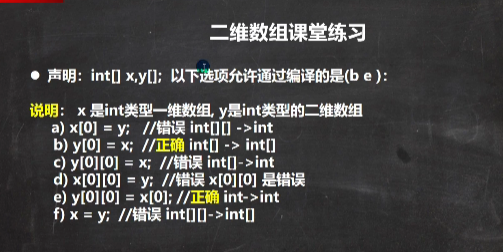 二维数组课堂练习
● 声明：int[] x,y[]; 以下选项允许通过编译的是(b e )：
说明： x 是int类型一维数组, y是int类型的二维数组
a) x[0] = y; //错误 int[][] ->int
b) y[0] = x; //正确 int[] -> int[]
c) y[0][0] = x; //错误 int[]->int
d) x[0][0] = y; //错误 x[0][0] 是错误
e) y[0][0] = x[0]; //正确 int->int
f) x = y; //错误 int[][]->int[]